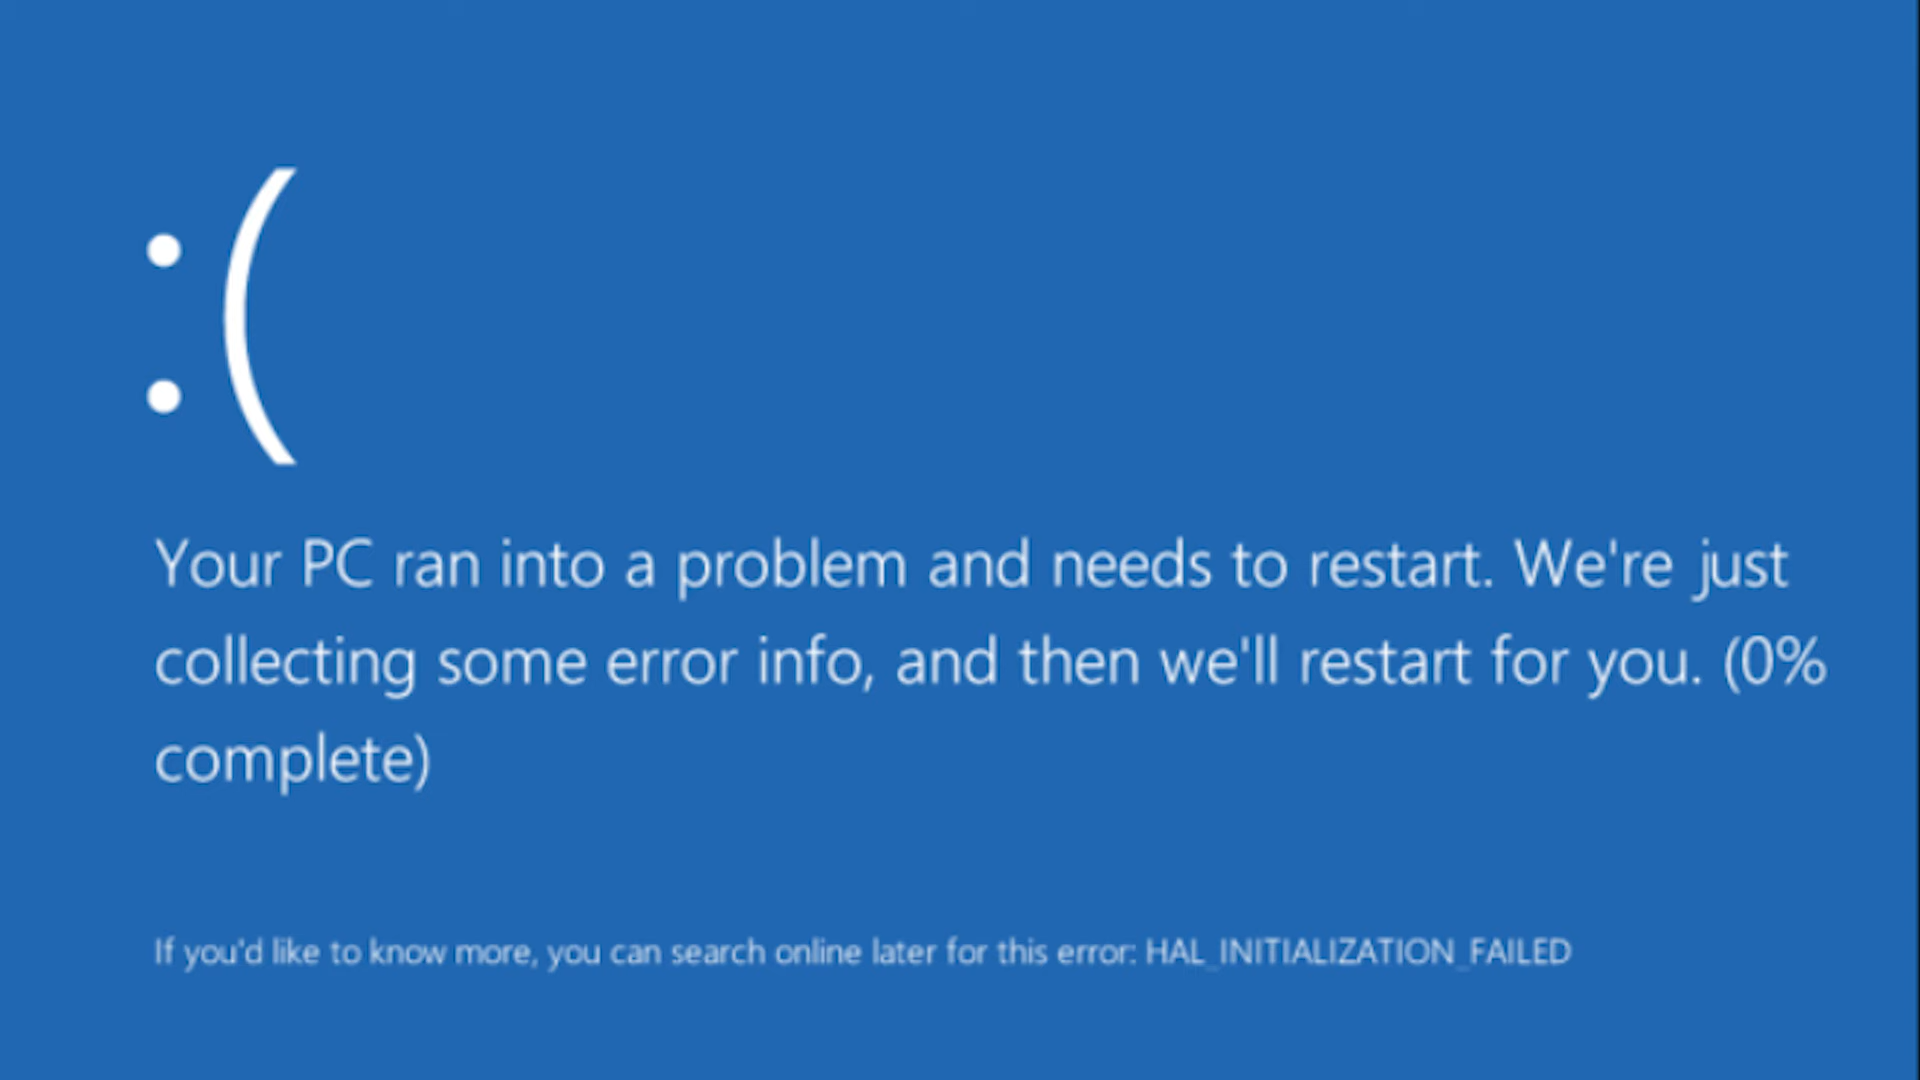 :(
Your PC ran into a problem and needs to restart. We're just
collecting some error info, and then we'll restart for you. (0%
complete)
If you'd like to know more, you can search online later for this error: HAL_INITIALIZATION_FAILED